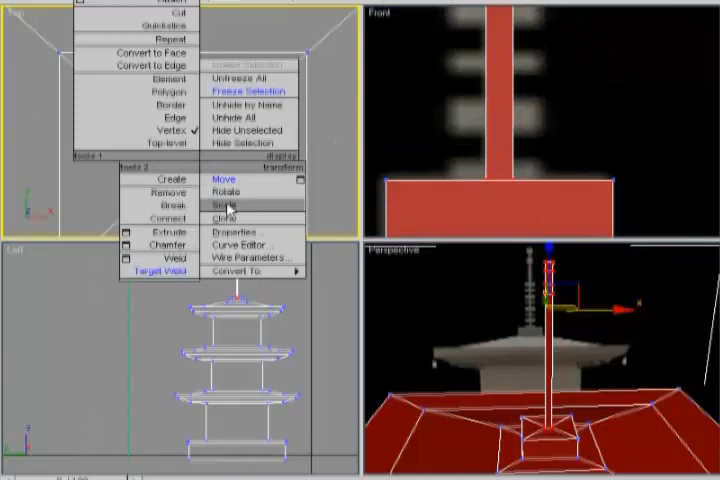 Top
Front
Cut
Quickslice
Repeat
Convert to Face
Convert to Edge
Element
Polygon
Border
Edge
Vertex
Top-level
tools 1
Unfreeze All
Freeze Selection
Unhide by Name
Unhide All
Hide Unselected
Hide Selection
display
tools 2
transform
Create
Move
Remove
Rotate
Break
Scale
Connect
Clone
Extrude
Properties...
Chamfer
Curve Editor...
Weld
Wire Parameters...
Target Weld
Convert To:
Left
Perspective
x